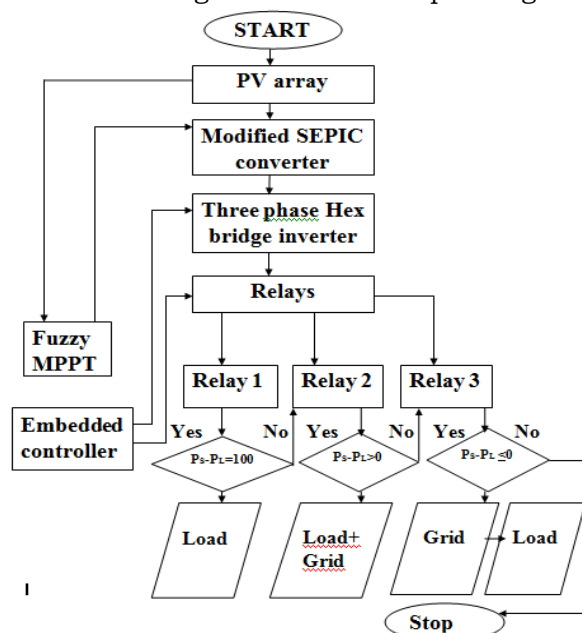 START
PV array
Modified SEPIC
converter
Three phase Hex
bridge inverter
Relays
Fuzzy
MPPT
Relay 1
Relay 2
Relay 3
Embedded
controller
Yes
No
Yes
No
Yes
No
PS-PL=100
PS-PL>0
PS-PL ≤0
Load
Load+
Grid
Grid
Load
Stop